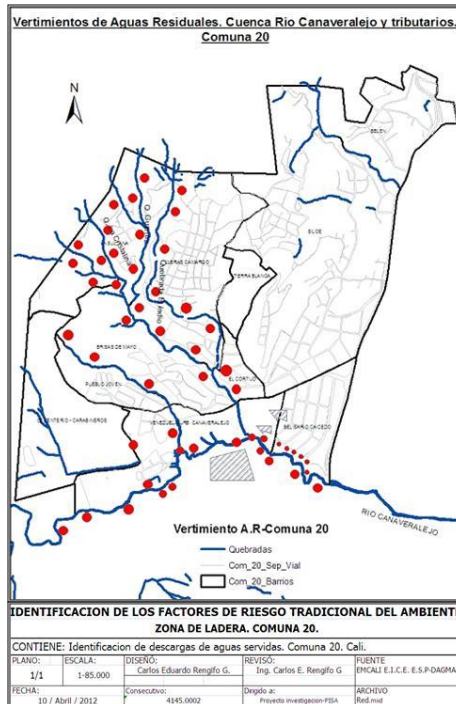 Vertimientos de Aguas Residuales. Cuenca Rio Canaveralejo y tributarios.
Comuna 20
N
BELEN
SILOE
TIERRA BLANCA
LLERAS CAMARGO
BRISAS DE MAYO
PUEBLO JOVEN
EL CORTIJO
BELISARIO CAICEDO
RIO CANAVERALEJO
Vertimiento A.R-Comuna 20
Quebradas
Com_20_Sep_Vial
Com_20_Barrios
IDENTIFICACION DE LOS FACTORES DE RIESGO TRADICIONAL DEL AMBIENT
ZONA DE LADERA. COMUNA 20.
CONTIENE: Identificacion de descargas de aguas servidas. Comuna 20. Cali.
PLANO: ESCALA: DISEÑO: REVISÓ: FUENTE
1/1 1-85.000 Carlos Eduardo Rengifo G. Ing. Carlos E. Rengifo G EMCALI E.I.C.E. E.S.P-DAGMA
FECHA: Consecutivo: Dirigido a: ARCHIVO
10 / Abril / 2012 4145.0002 Proyecto investigacion-PISA Red.mxd